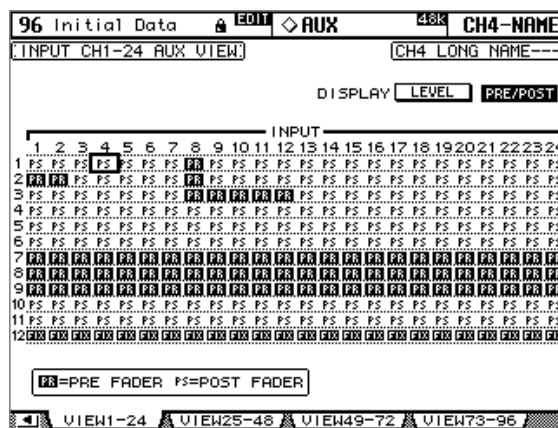 96 Initial Data EDIT AUX 48K CH4-NAME
INPUT CH1-24 AUX VIEW CH4 LONG NAME---
DISPLAY LEVEL PRE/POST
INPUT
1 2 3 4 5 6 7 8 9 10 11 12 13 14 15 16 17 18 19 20 21 22 23 24
1 PS PS PS PS PS PS PS PR PS PS PS PS PS PS PS PS PS PS PS PS PS PS PS PS
2 PR PR PS PS PS PS PS PR PS PS PS PS PS PS PS PS PS PS PS PS PS PS PS PS
3 PS PS PS PS PS PS PS PR PR PR PR PR PS PS PS PS PS PS PS PS PS PS PS PS
4 PS PS PS PS PS PS PS PS PS PS PS PS PS PS PS PS PS PS PS PS PS PS PS PS
5 PS PS PS PS PS PS PS PS PS PS PS PS PS PS PS PS PS PS PS PS PS PS PS PS
6 PS PS PS PS PS PS PS PS PS PS PS PS PS PS PS PS PS PS PS PS PS PS PS PS
7 PR PR PR PR PR PR PR PR PR PR PR PR PR PR PR PR PR PR PR PR PR PR PR PR
8 PR PR PR PR PR PR PR PR PR PR PR PR PR PR PR PR PR PR PR PR PR PR PR PR
9 PR PR PR PR PR PR PR PR PR PR PR PR PR PR PR PR PR PR PR PR PR PR PR PR
10 PS PS PS PS PS PS PS PS PS PS PS PS PS PS PS PS PS PS PS PS PS PS PS PS
11 PS PS PS PS PS PS PS PS PS PS PS PS PS PS PS PS PS PS PS PS PS PS PS PS
12 FIX FIX FIX FIX FIX FIX FIX FIX FIX FIX FIX FIX FIX FIX FIX FIX FIX FIX FIX FIX FIX FIX FIX FIX
PR=PRE FADER PS=POST FADER
VIEW1-24 VIEW25-48 VIEW49-72 VIEW73-96